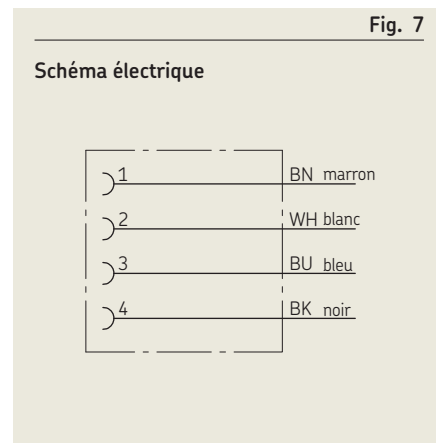 Fig. 7
Schéma électrique
1 BN marron
2 WH blanc
3 BU bleu
4 BK noir